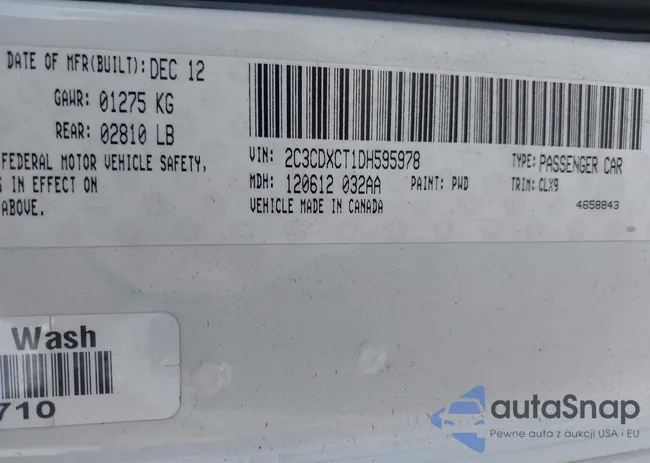 DATE OF MFR(BUILT): DEC 12
GAWR: 01275 KG
REAR: 02810 LB
FEDERAL MOTOR VEHICLE SAFETY,
S IN EFFECT ON
ABOVE.
VIN: 2C3CDXCT1DH595978
TYPE: PASSENGER CAR
MDH: 120612 032AA
PAINT: PWD
TRIM: CLX9
VEHICLE MADE IN CANADA
4658843
Wash
710
autaSnap
Pewne auta z aukcji USA i EU